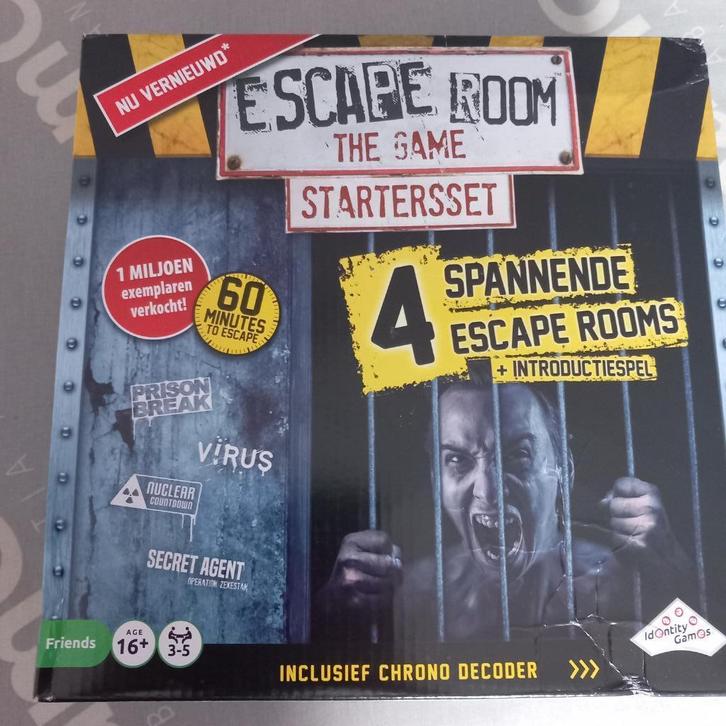 NU VERNIEUWD*
ESCAPE ROOM
THE GAME
STARTERSSET
1 MILJOEN
exemplaren
verkocht!
60
MINUTES
TO ESCAPE
4 SPANNENDE
ESCAPE ROOMS
+ INTRODUCTIESPEL
PRISON
BREAK
VIRUS
NUCLEAR
COUNTDOWN
SECRET AGENT
OPERATION ZEKESTAN
Friends
AGE
16+
3-5
Identity
Games
INCLUSIEF CHRONO DECODER >>>